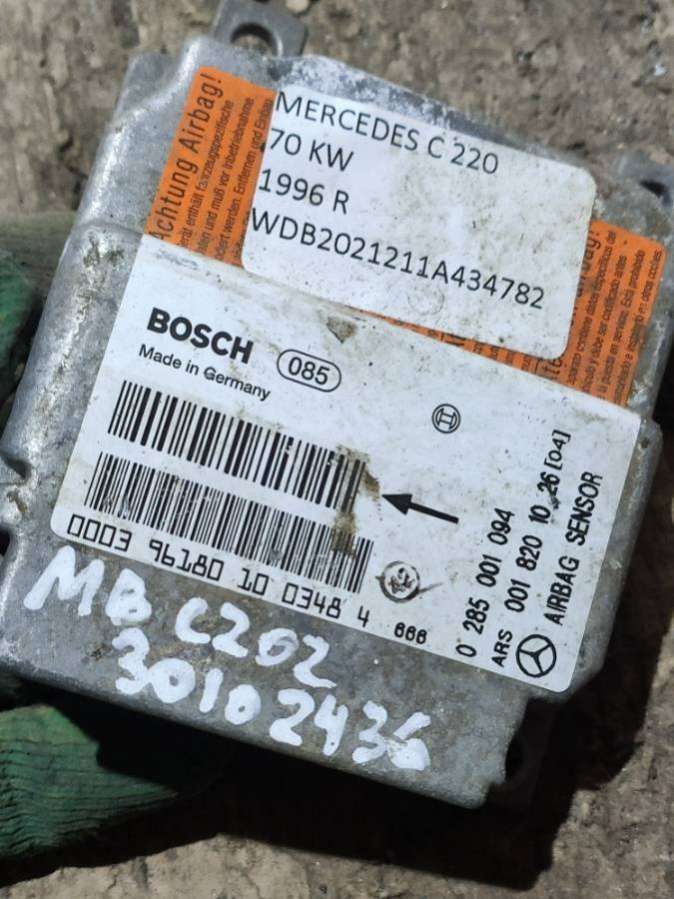 MERCEDES C 220
70 KW
1996 R
WDB2021211A434782
Achtung Airbag!
BOSCH
085
Made in Germany
0003 96180 10 0348 4
666
0 285 001 094
ARS 001 820 10 26 [04]
AIRBAG SENSOR
MB C202
30102436